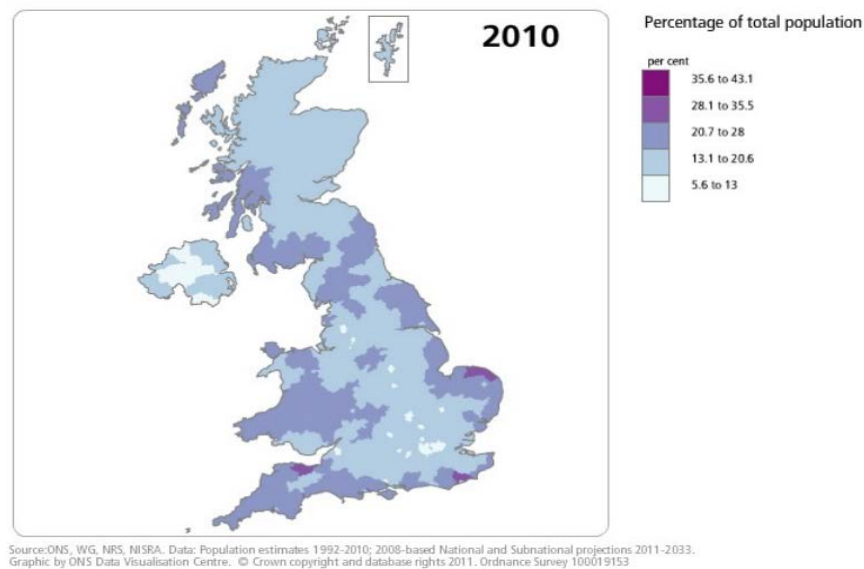 2010
Percentage of total population
per cent
35.6 to 43.1
28.1 to 35.5
20.7 to 28
13.1 to 20.6
5.6 to 13
Source:ONS, WG, NRS, NISRA. Data: Population estimates 1992-2010; 2008-based National and Subnational projections 2011-2033.
Graphic by ONS Data Visualisation Centre. © Crown copyright and database rights 2011. Ordnance Survey 100019153